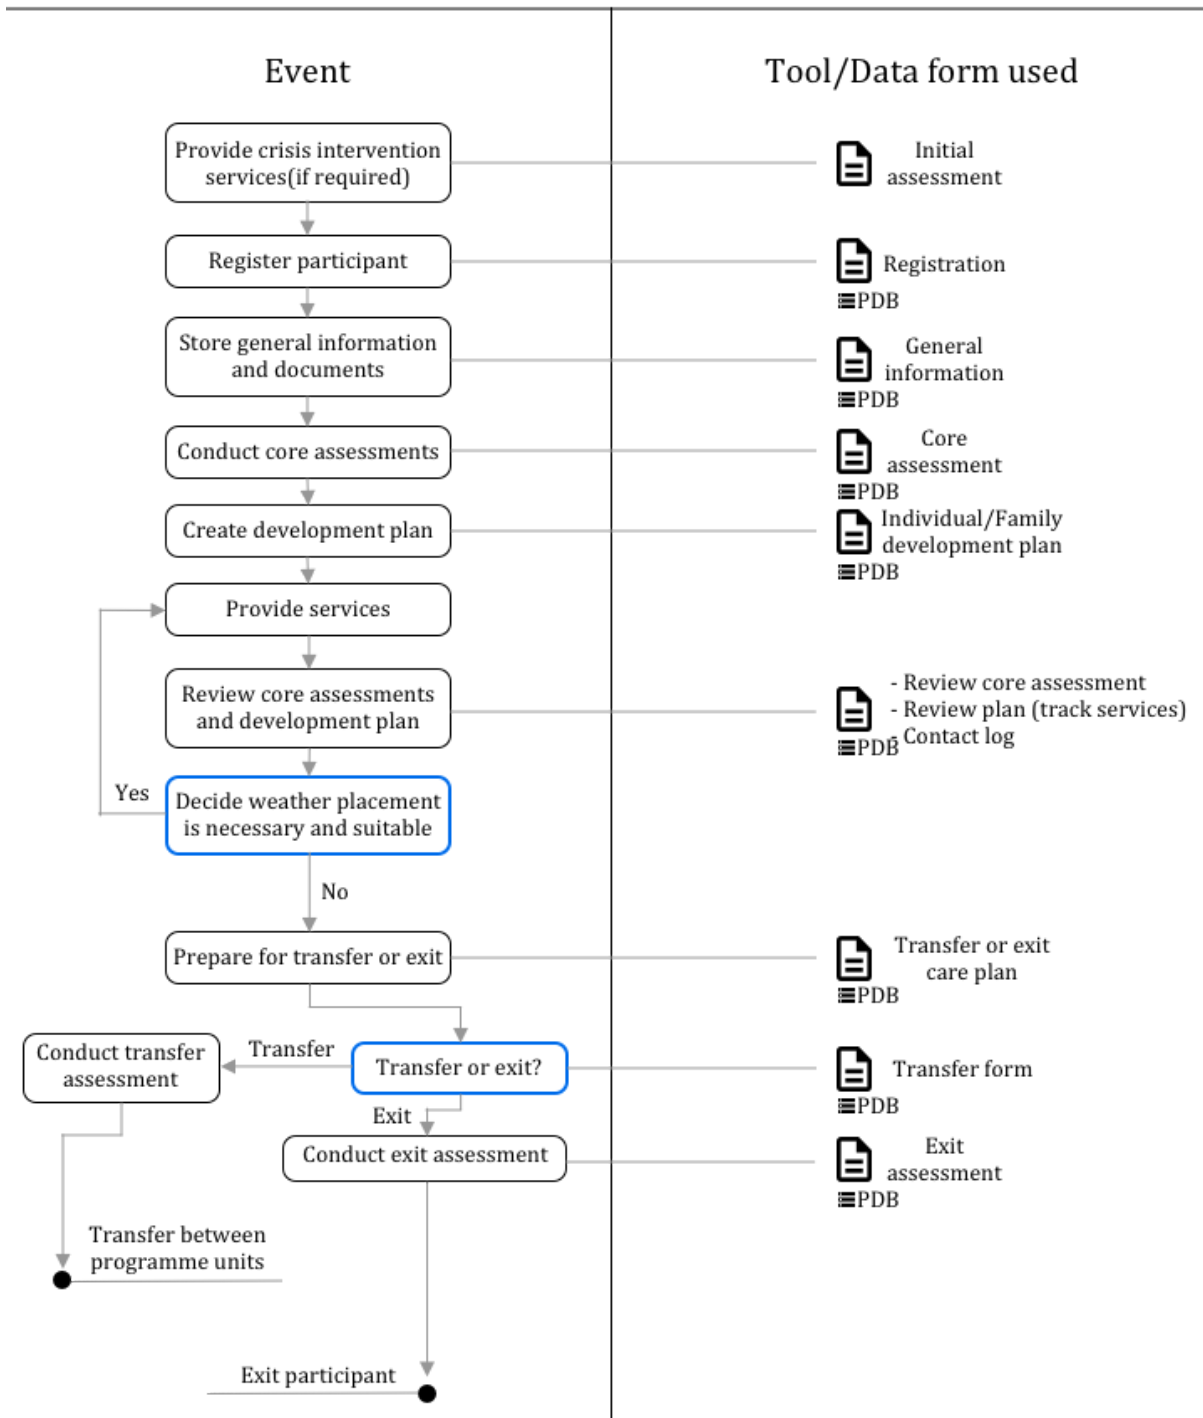 Event
Tool/Data form used
Provide crisis intervention
services(if required)
Initial
assessment
Register participant
Registration
PDB
Store general information
and documents
General
information
PDB
Conduct core assessments
Core
assessment
PDB
Create development plan
Individual/Family
development plan
PDB
Provide services
Review core assessments
and development plan
- Review core assessment
- Review plan (track services)
- Contact log
PDB
Yes
Decide weather placement
is necessary and suitable
No
Prepare for transfer or exit
Transfer or exit
care plan
PDB
Conduct transfer
assessment
Transfer
Transfer or exit?
Transfer form
PDB
Exit
Conduct exit assessment
Exit
assessment
PDB
Transfer between
programme units
Exit participant